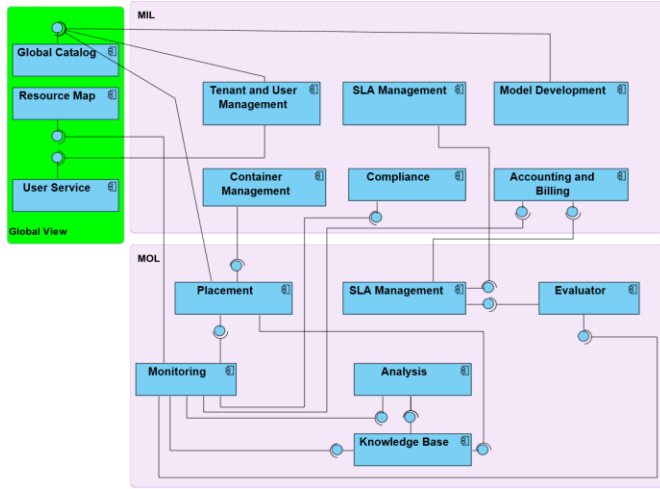 MIL
Global Catalog
Resource Map
User Service
Global View
Tenant and User
Management
SLA Management
Model Development
Container
Management
Compliance
Accounting and
Billing
MOL
Placement
SLA Management
Evaluator
Monitoring
Analysis
Knowledge Base